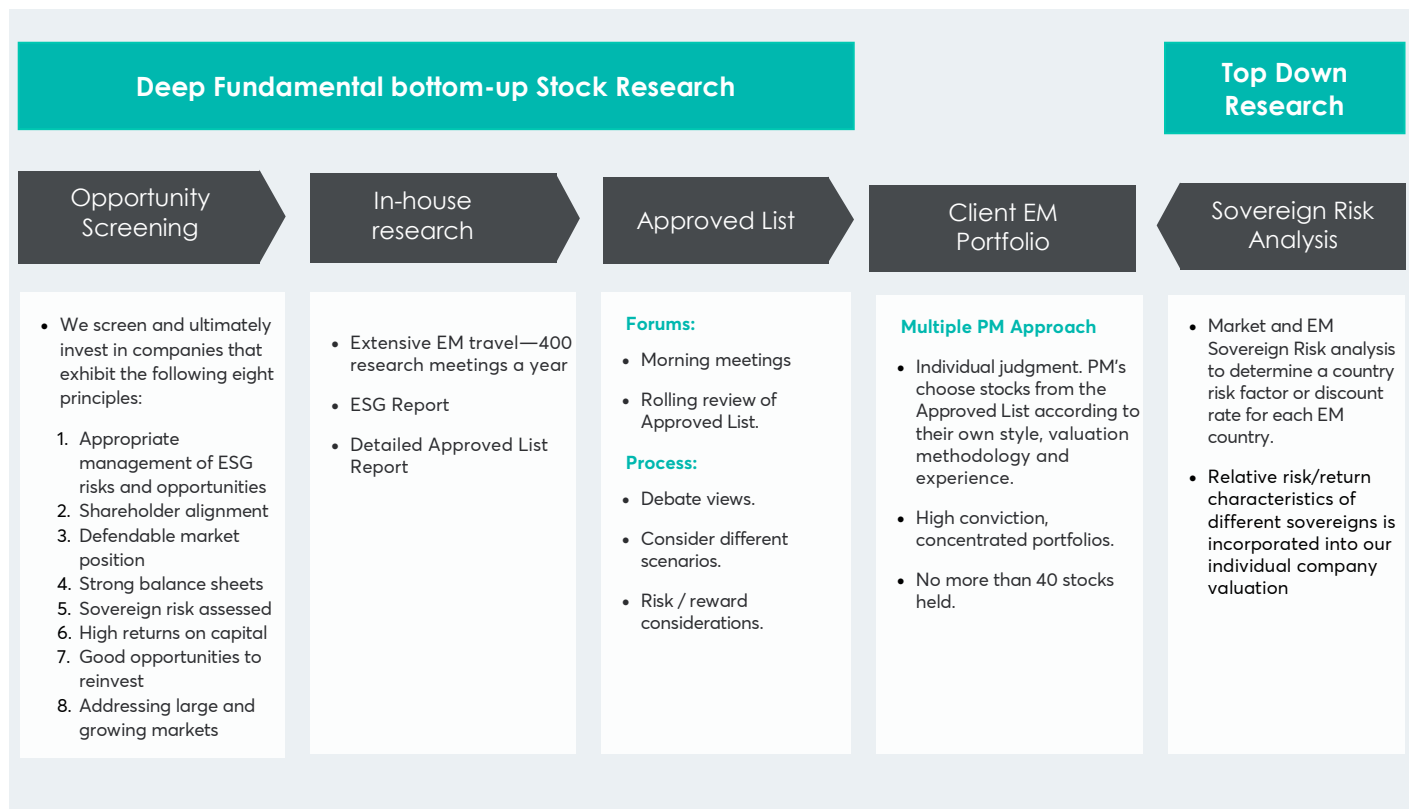 Deep Fundamental bottom-up Stock Research
Top Down
Research
Opportunity
Screening
In-house
research
Approved List
Client EM
Portfolio
Sovereign Risk
Analysis
• We screen and ultimately
invest in companies that
exhibit the following eight
principles:
1. Appropriate
management of ESG
risks and opportunities
2. Shareholder alignment
3. Defendable market
position
4. Strong balance sheets
5. Sovereign risk assessed
6. High returns on capital
7. Good opportunities to
reinvest
8. Addressing large and
growing markets
• Extensive EM travel—400
research meetings a year
• ESG Report
• Detailed Approved List
Report
Forums:
• Morning meetings
• Rolling review of
Approved List.
Process:
• Debate views.
• Consider different
scenarios.
• Risk / reward
considerations.
Multiple PM Approach
• Individual judgment. PM's
choose stocks from the
Approved List according to
their own style, valuation
methodology and
experience.
• High conviction,
concentrated portfolios.
• No more than 40 stocks
held.
• Market and EM
Sovereign Risk analysis
to determine a country
risk factor or discount
rate for each EM
country.
• Relative risk/return
characteristics of
different sovereigns is
incorporated into our
individual company
valuation